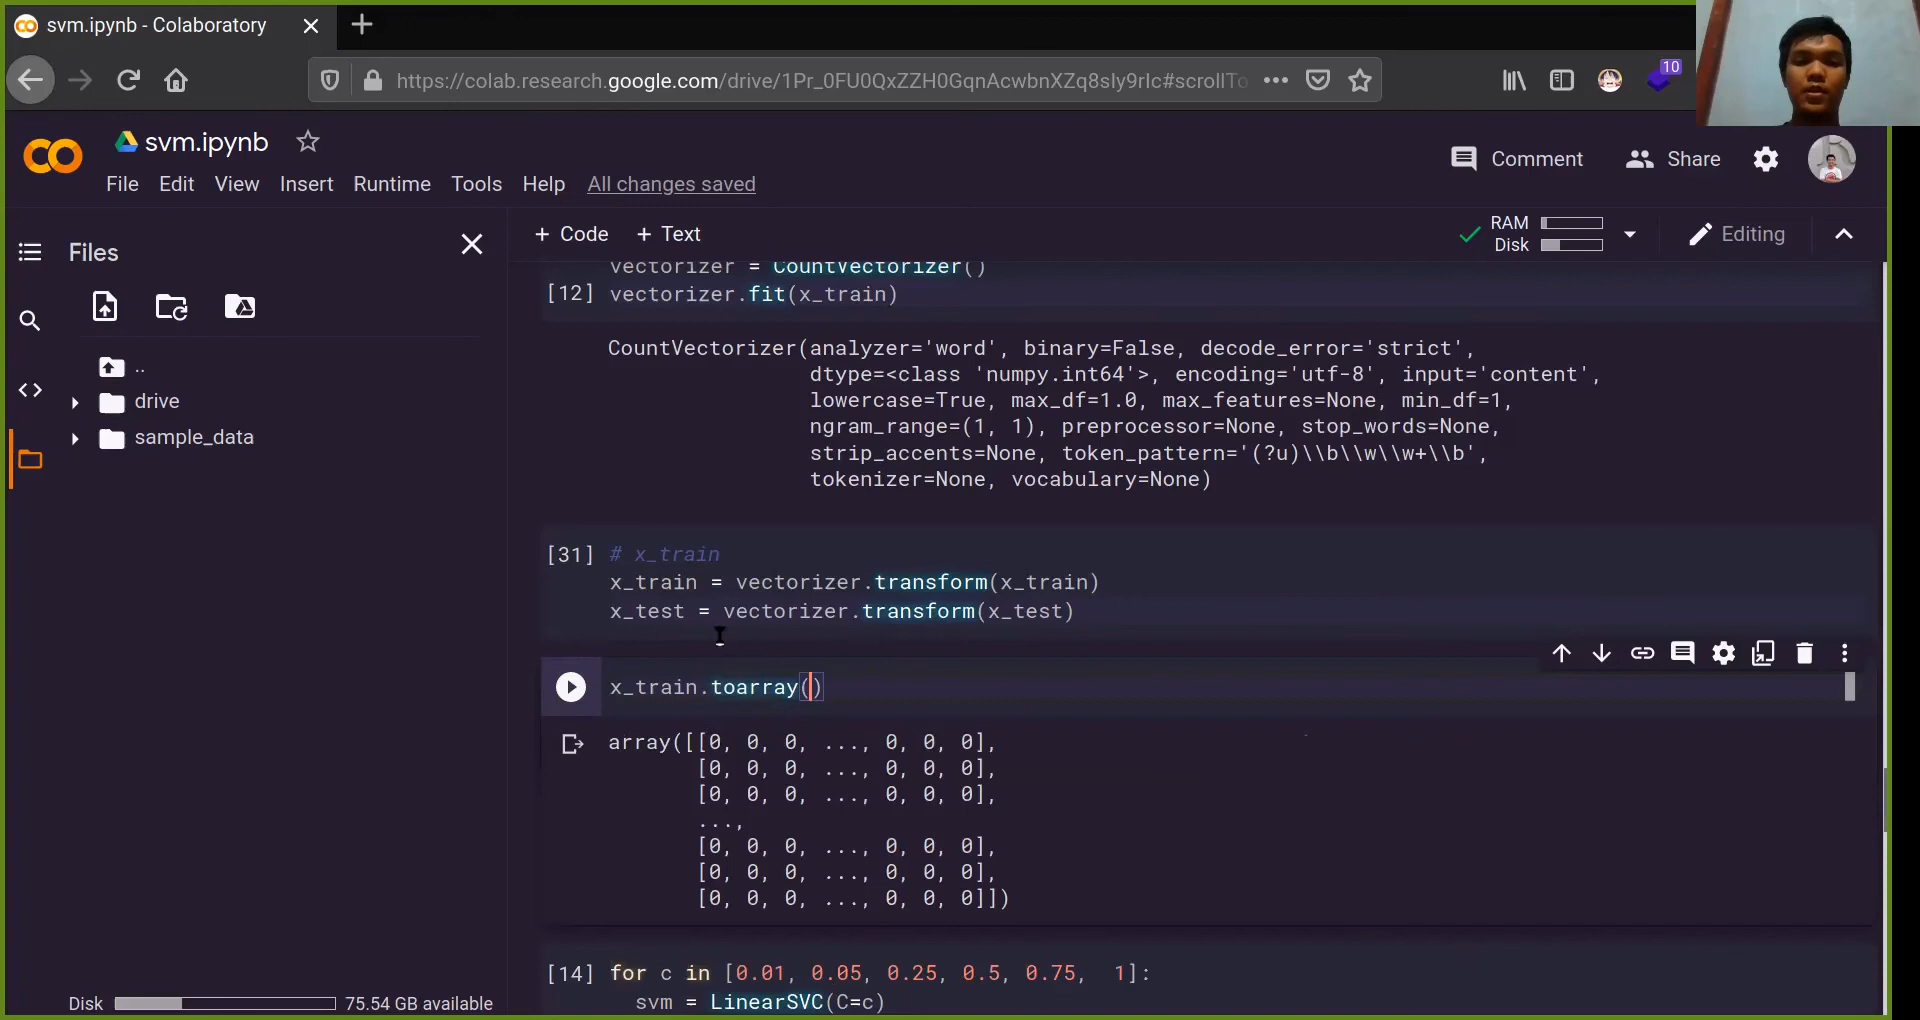 svm.ipynb - Colaboratory
https://colab.research.google.com/drive/1Pr_0FU0QxZZH0GqnAcwbnXZq8sly9rIc#scrollTo
10
svm.ipynb
File Edit View Insert Runtime Tools Help All changes saved
Comment
Share
Files
+ Code + Text
RAM
Disk
Editing
..
drive
sample_data
vectorizer = CountVectorizer()
[12] vectorizer.fit(x_train)
CountVectorizer(analyzer='word', binary=False, decode_error='strict',
dtype=<class 'numpy.int64'>, encoding='utf-8', input='content',
lowercase=True, max_df=1.0, max_features=None, min_df=1,
ngram_range=(1, 1), preprocessor=None, stop_words=None,
strip_accents=None, token_pattern='(?u)\\b\\w\\w+\\b',
tokenizer=None, vocabulary=None)
[31] # x_train
x_train = vectorizer.transform(x_train)
x_test = vectorizer.transform(x_test)
x_train.toarray()
array([[0, 0, 0, ..., 0, 0, 0],
[0, 0, 0, ..., 0, 0, 0],
[0, 0, 0, ..., 0, 0, 0],
...,
[0, 0, 0, ..., 0, 0, 0],
[0, 0, 0, ..., 0, 0, 0],
[0, 0, 0, ..., 0, 0, 0]])
[14] for c in [0.01, 0.05, 0.25, 0.5, 0.75, 1]:
svm = LinearSVC(C=c)
Disk 75.54 GB available